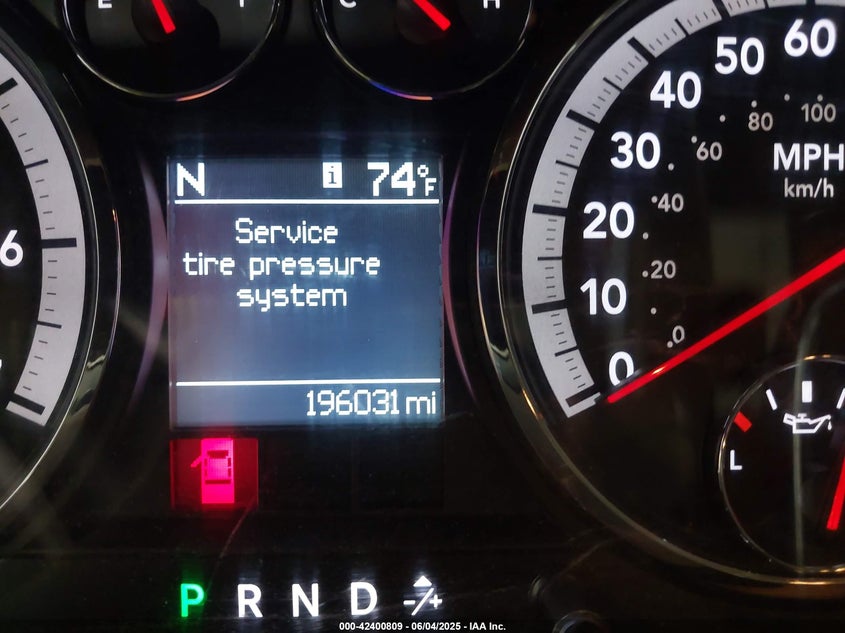 E F
C H
60
50
40
100
80
30
60
MPH
km/h
N i 74°F
Service
tire pressure
system
6
40
20
20
10
0
0
196031 mi
L
P R N D -/+
000-42400809 - 06/04/2025 - IAA Inc.